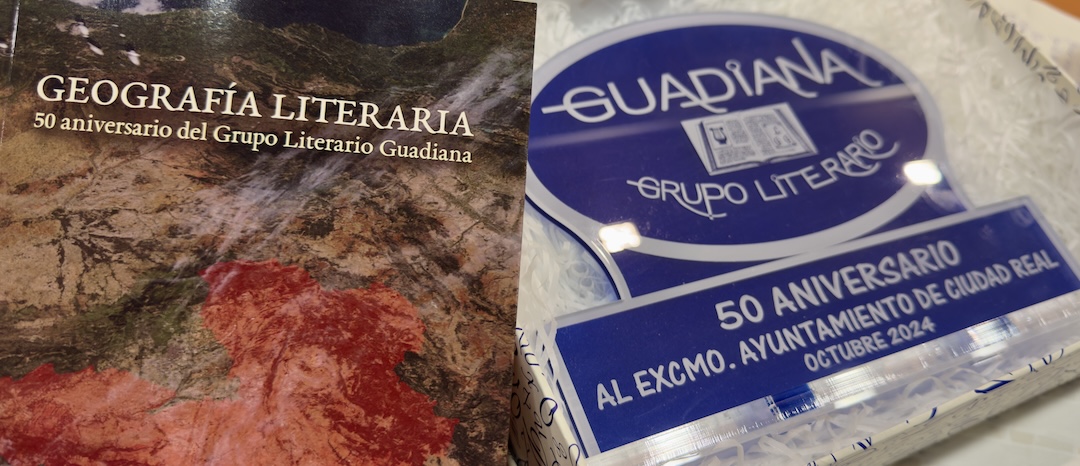 GEOGRAFÍA LITERARIA
50 aniversario del Grupo Literario Guadiana
GUADIANA
GRUPO LITERARIO
50 ANIVERSARIO
AL EXCMO. AYUNTAMIENTO DE CIUDAD REAL
OCTUBRE 2024